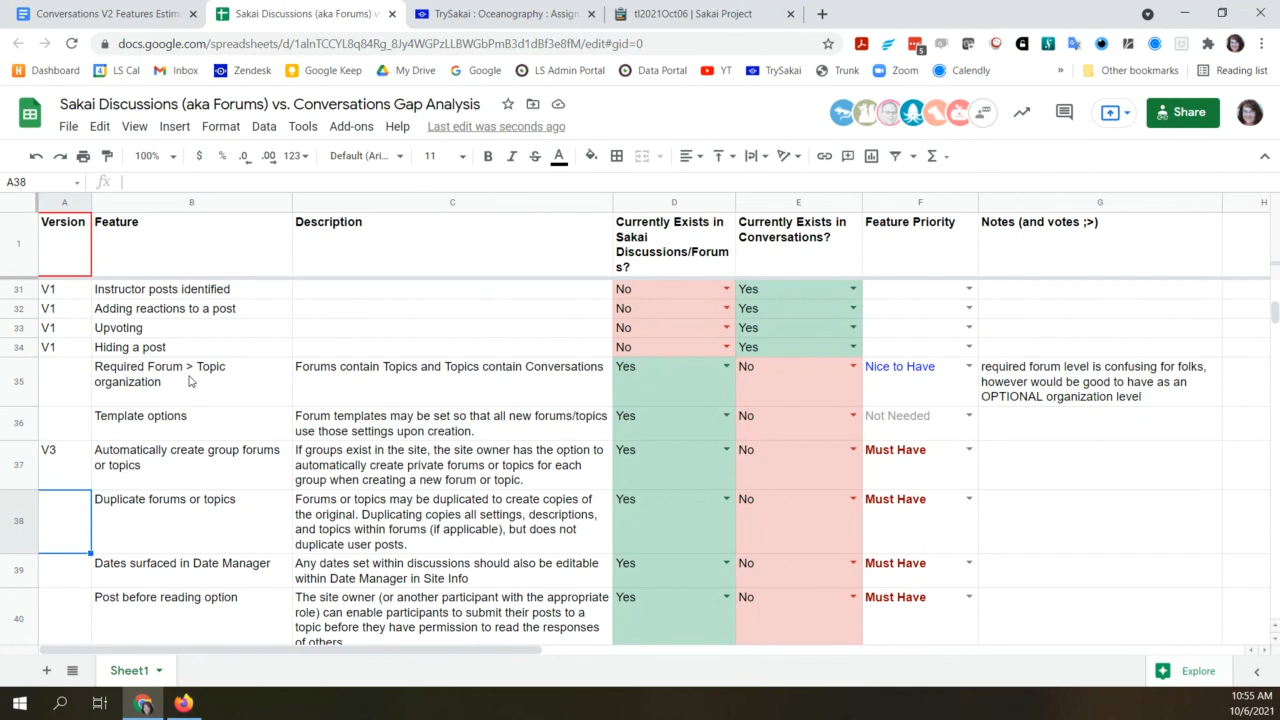 Conversations V2 Features Estim
Sakai Discussions (aka Forums) v
TrySakai : Oceanography : Assign
tl2021Oct06 | Sakai Project
docs.google.com/spreadsheets/d/1alnTCCYL8q84Rg_8Jy4WGPzLLBWGbPmB3d1dBf3e8fM/edit#gid=0
5
Dashboard
LS Cal
Inbox
Zendesk
Google Keep
My Drive
Google
LS Admin Portal
Data Portal
YT
TrySakai
Trunk
Zoom
Calendly
»
Other bookmarks
Reading list
Sakai Discussions (aka Forums) vs. Conversations Gap Analysis
File Edit View Insert Format Data Tools Add-ons Help Last edit was seconds ago
Share
100% $ % .0 .00 123 Default (Ari... 11 B I S A Σ
A38 fx
A B C D E F G H
1 Version Feature Description Currently Exists in Sakai Discussions/Forums? Currently Exists in Conversations? Feature Priority Notes (and votes ;>)
31 V1 Instructor posts identified No Yes
32 V1 Adding reactions to a post No Yes
33 V1 Upvoting No Yes
34 V1 Hiding a post No Yes
35 Required Forum > Topic organization Forums contain Topics and Topics contain Conversations Yes No Nice to Have required forum level is confusing for folks, however would be good to have as an OPTIONAL organization level
36 Template options Forum templates may be set so that all new forums/topics use those settings upon creation. Yes No Not Needed
37 V3 Automatically create group forums or topics If groups exist in the site, the site owner has the option to automatically create private forums or topics for each group when creating a new forum or topic. Yes No Must Have
38 Duplicate forums or topics Forums or topics may be duplicated to create copies of the original. Duplicating copies all settings, descriptions, and topics within forums (if applicable), but does not duplicate user posts. Yes No Must Have
39 Dates surfaced in Date Manager Any dates set within discussions should also be editable within Date Manager in Site Info Yes No Must Have
40 Post before reading option The site owner (or another participant with the appropriate role) can enable participants to submit their posts to a topic before they have permission to read the responses of others. Yes No Must Have
Sheet1
Explore
10:55 AM
10/6/2021